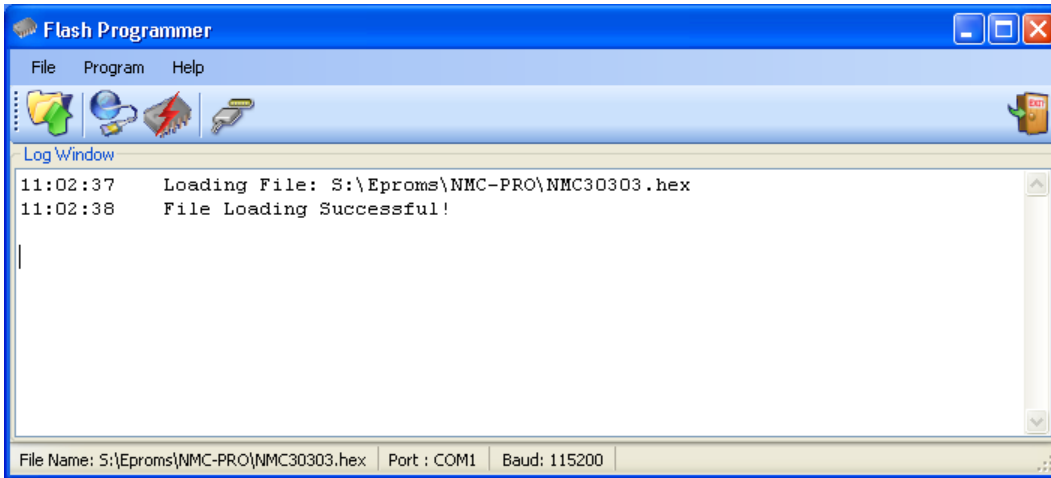 Flash Programmer
File Program Help
EXIT
Log Window
11:02:37 Loading File: S:\Eproms\NMC-PRO\NMC30303.hex
11:02:38 File Loading Successful!
File Name: S:\Eproms\NMC-PRO\NMC30303.hex Port : COM1 Baud: 115200